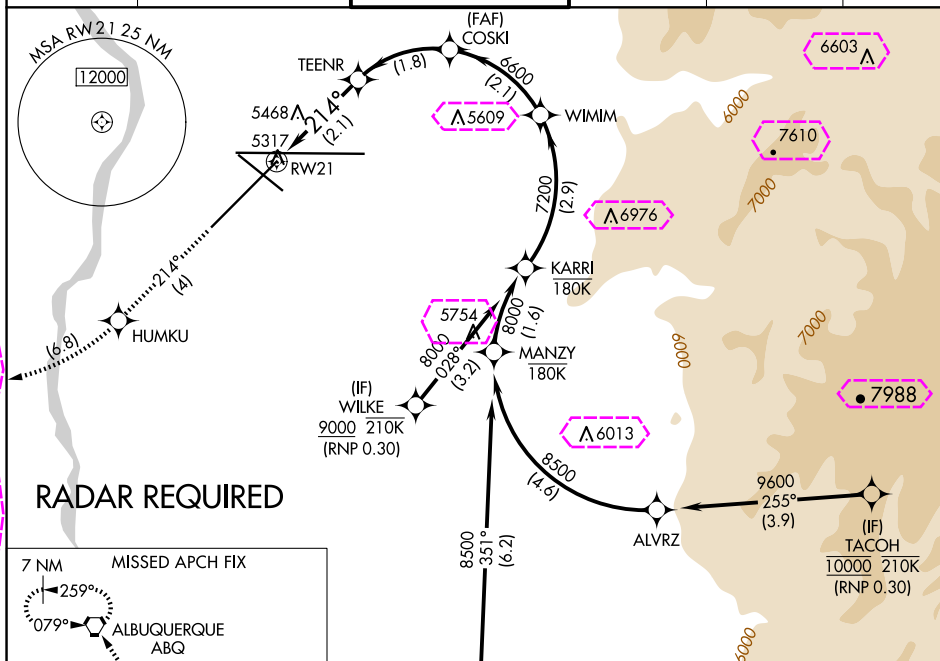 MSA RW21 25 NM
12000
(FAF)
COSKI
TEENR
(1.8)
6600
(2.1)
6603
5468
214°
(2.1)
5609
WIMIM
6000
7610
5317
RW21
7000
7200
(2.9)
6976
214°
(4)
KARRI
180K
HUMKU
(6.8)
5754
8000
(1.6)
8000
028°
(3.2)
MANZY
180K
6000
7000
(IF)
WILKE
9000 210K
(RNP 0.30)
7988
6013
8500
(4.6)
RADAR REQUIRED
9600
255°
(3.9)
ALVRZ
(IF)
TACOH
10000 210K
(RNP 0.30)
8500
351°
(6.2)
7 NM
MISSED APCH FIX
259°
079°
ALBUQUERQUE
ABQ
6000